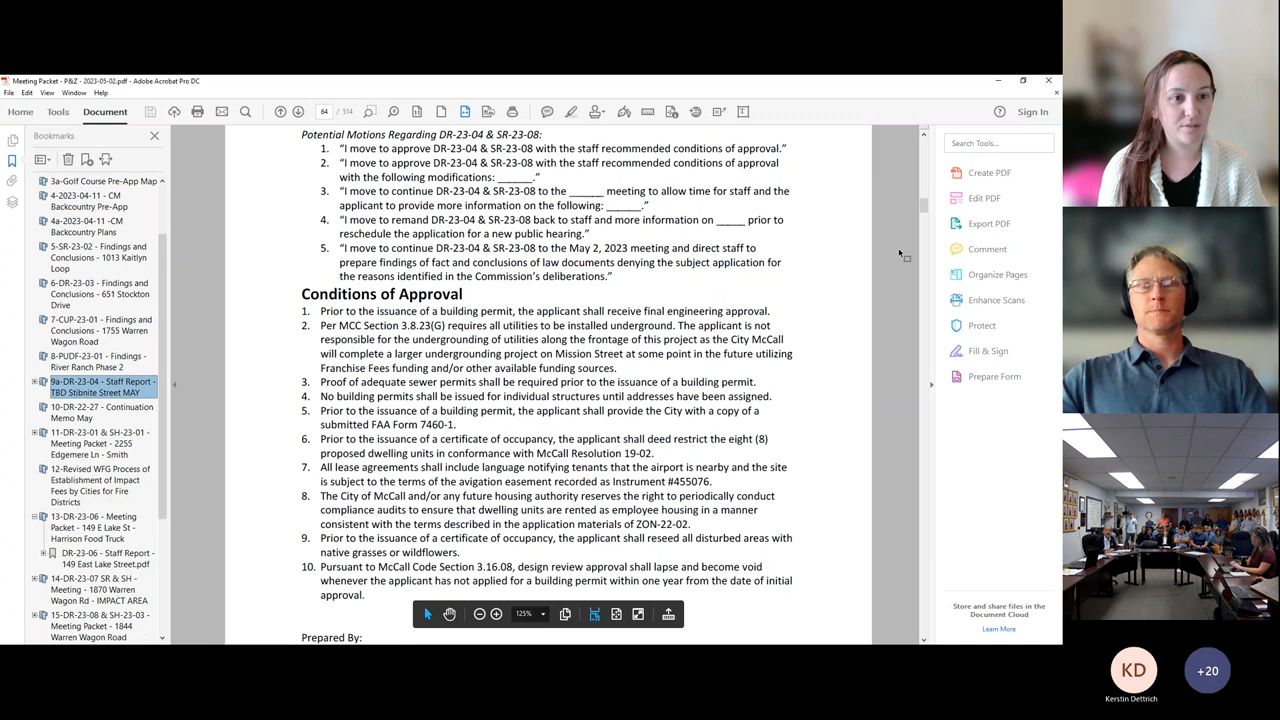 Meeting Packet - P&Z - 2023-05-02.pdf - Adobe Acrobat Pro DC
File Edit View Window Help
Home Tools Document
64 / 514
Sign In
Bookmarks
3a-Golf Course Pre-App Map
4-2023-04-11 - CM
Backcountry Pre-App
4a-2023-04-11 -CM
Backcountry Plans
5-SR-23-02 - Findings and
Conclusions - 1013 Kaitlyn
Loop
6-DR-23-03 - Findings and
Conclusions - 651 Stockton
Drive
7-CUP-23-01 - Findings and
Conclusions - 1755 Warren
Wagon Road
8-PUDF-23-01 - Findings -
River Ranch Phase 2
9a-DR-23-04 - Staff Report -
TBD Stibnite Street MAY
10-DR-22-27 - Continuation
Memo May
11-DR-23-01 & SH-23-01 -
Meeting Packet - 2255
Edgemere Ln - Smith
12-Revised WFG Process of
Establishment of Impact
Fees by Cities for Fire
Districts
13-DR-23-06 - Meeting
Packet - 149 E Lake St -
Harrison Food Truck
DR-23-06 - Staff Report -
149 East Lake Street.pdf
14-DR-23-07 SR & SH -
Meeting - 1870 Warren
Wagon Rd - IMPACT AREA
15-DR-23-08 & SH-23-03 -
Meeting Packet - 1844
Warren Wagon Road
Potential Motions Regarding DR-23-04 & SR-23-08:
1. “I move to approve DR-23-04 & SR-23-08 with the staff recommended conditions of approval.”
2. “I move to approve DR-23-04 & SR-23-08 with the staff recommended conditions of approval
with the following modifications: ______.”
3. “I move to continue DR-23-04 & SR-23-08 to the ______ meeting to allow time for staff and the
applicant to provide more information on the following: ______.”
4. “I move to remand DR-23-04 & SR-23-08 back to staff and more information on _____ prior to
reschedule the application for a new public hearing.”
5. “I move to continue DR-23-04 & SR-23-08 to the May 2, 2023 meeting and direct staff to
prepare findings of fact and conclusions of law documents denying the subject application for
the reasons identified in the Commission’s deliberations.”
Conditions of Approval
1. Prior to the issuance of a building permit, the applicant shall receive final engineering approval.
2. Per MCC Section 3.8.23(G) requires all utilities to be installed underground. The applicant is not
responsible for the undergrounding of utilities along the frontage of this project as the City McCall
will complete a larger undergrounding project on Mission Street at some point in the future utilizing
Franchise Fees funding and/or other available funding sources.
3. Proof of adequate sewer permits shall be required prior to the issuance of a building permit.
4. No building permits shall be issued for individual structures until addresses have been assigned.
5. Prior to the issuance of a building permit, the applicant shall provide the City with a copy of a
submitted FAA Form 7460-1.
6. Prior to the issuance of a certificate of occupancy, the applicant shall deed restrict the eight (8)
proposed dwelling units in conformance with McCall Resolution 19-02.
7. All lease agreements shall include language notifying tenants that the airport is nearby and the site
is subject to the terms of the avigation easement recorded as Instrument #455076.
8. The City of McCall and/or any future housing authority reserves the right to periodically conduct
compliance audits to ensure that dwelling units are rented as employee housing in a manner
consistent with the terms described in the application materials of ZON-22-02.
9. Prior to the issuance of a certificate of occupancy, the applicant shall reseed all disturbed areas with
native grasses or wildflowers.
10. Pursuant to McCall Code Section 3.16.08, design review approval shall lapse and become void
whenever the applicant has not applied for a building permit within one year from the date of initial
approval.
Prepared By:
125%
Search Tools...
Create PDF
Edit PDF
Export PDF
Comment
Organize Pages
Enhance Scans
Protect
Fill & Sign
Prepare Form
Store and share files in the
Document Cloud
Learn More
KD
Kerstin Dettrich
+20